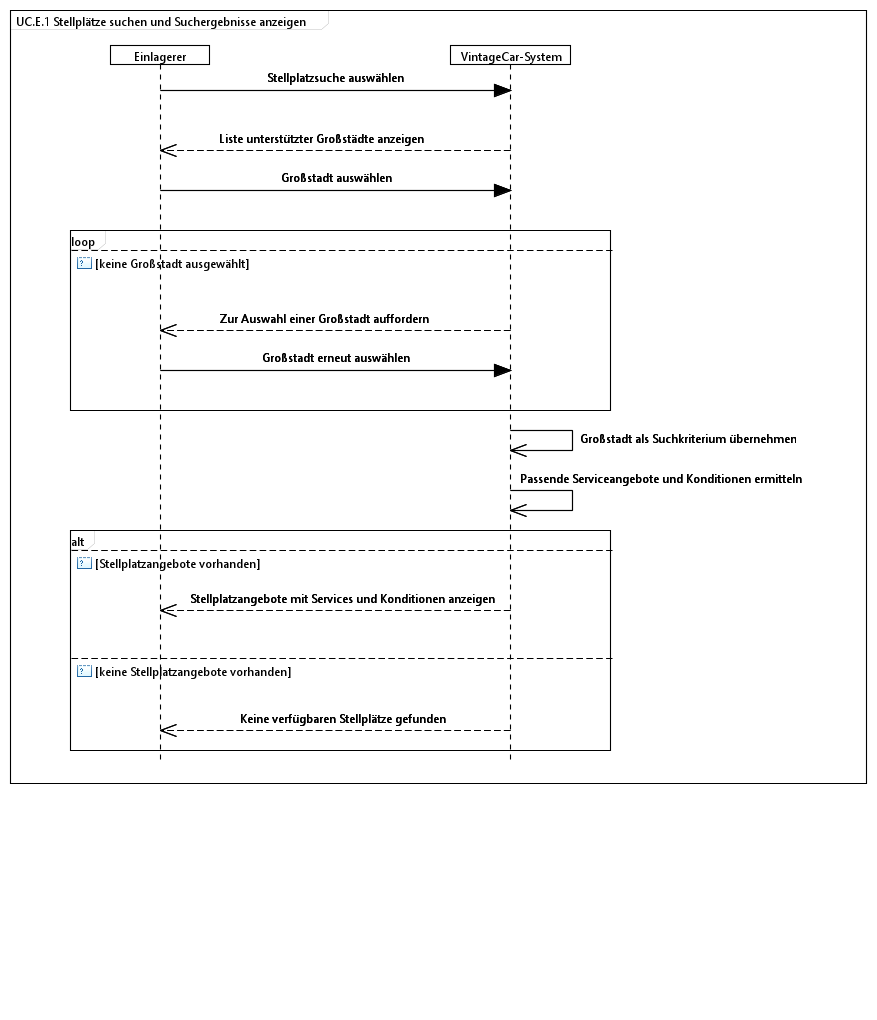 UC.E.1 Stellplätze suchen und Suchergebnisse anzeigen
Einlagerer
VintageCar-System
Stellplatzsuche auswählen
Liste unterstützter Großstädte anzeigen
Großstadt auswählen
loop
? [keine Großstadt ausgewählt]
Zur Auswahl einer Großstadt auffordern
Großstadt erneut auswählen
Großstadt als Suchkriterium übernehmen
Passende Serviceangebote und Konditionen ermitteln
alt
? [Stellplatzangebote vorhanden]
Stellplatzangebote mit Services und Konditionen anzeigen
? [keine Stellplatzangebote vorhanden]
Keine verfügbaren Stellplätze gefunden